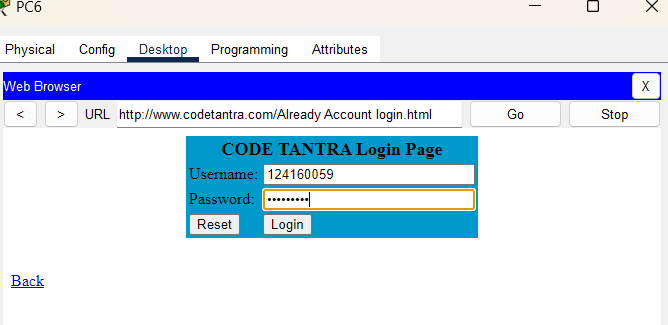 PC6
Physical Config Desktop Programming Attributes
Web Browser X
< > URL http://www.codetantra.com/Already Account login.html Go Stop
CODE TANTRA Login Page
Username: 124160059
Password: •••••••••
Reset Login
Back